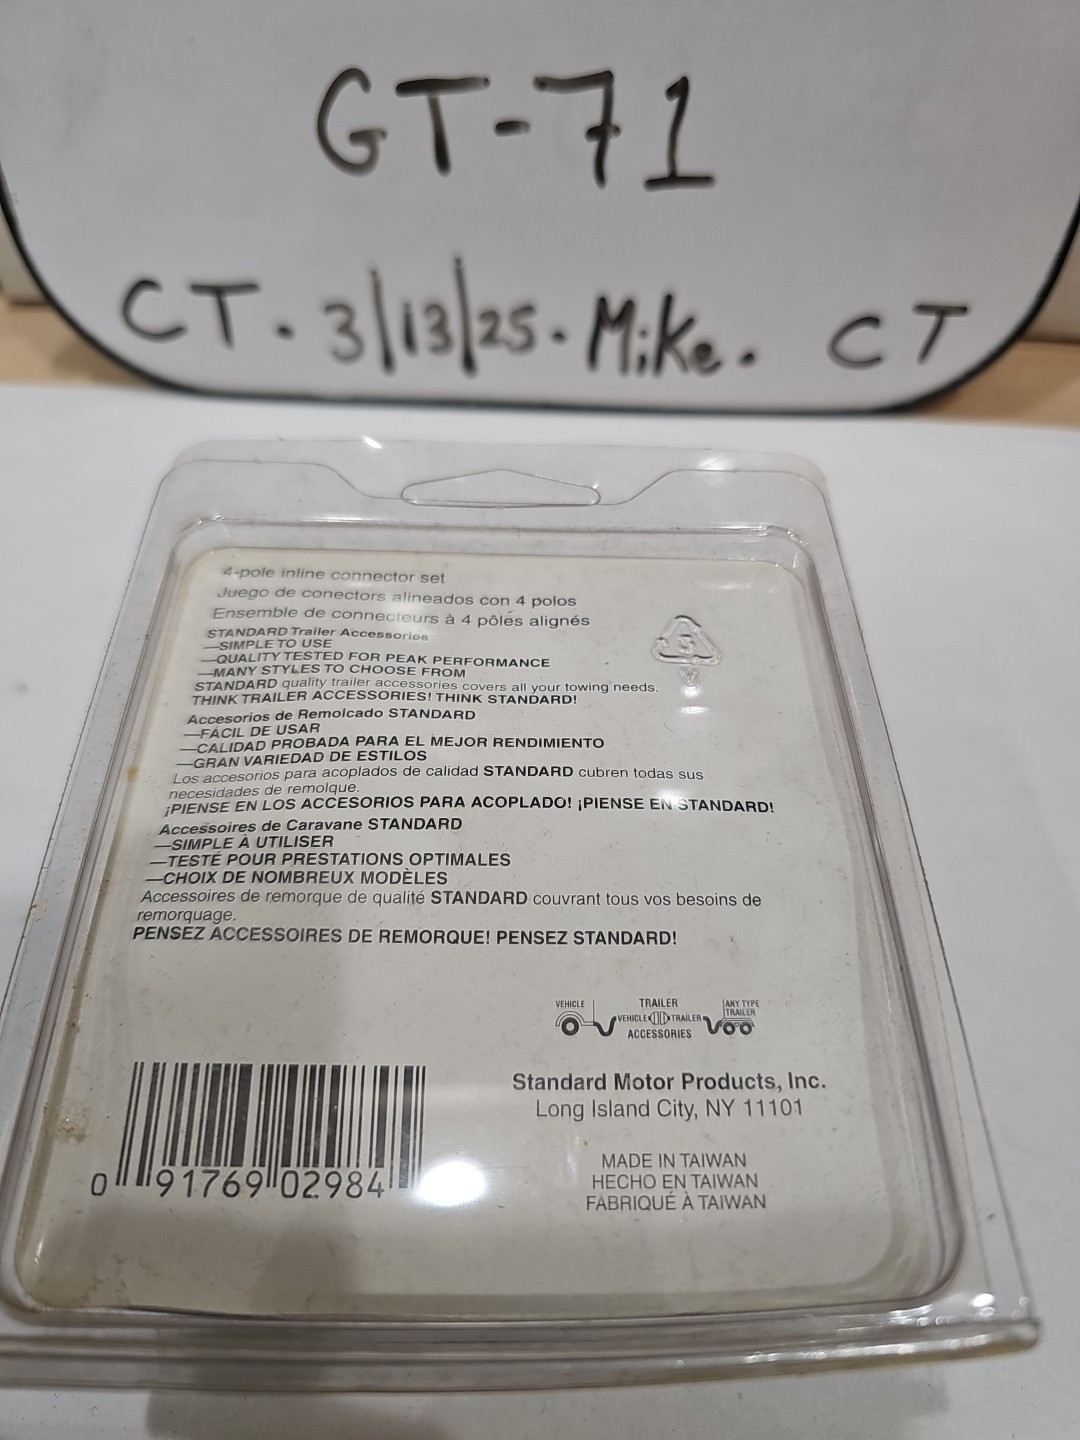 GT-71
CT. 3/13/25. Mike. CT
4-pole inline connector set
Juego de conectors alineados con 4 polos
Ensemble de connecteurs à 4 pôles alignés
STANDARD Trailer Accessories
—SIMPLE TO USE
—QUALITY TESTED FOR PEAK PERFORMANCE
—MANY STYLES TO CHOOSE FROM
STANDARD quality trailer accessories covers all your towing needs.
THINK TRAILER ACCESSORIES! THINK STANDARD!
Accesorios de Remolcado STANDARD
—FÁCIL DE USAR
—CALIDAD PROBADA PARA EL MEJOR RENDIMIENTO
—GRAN VARIEDAD DE ESTILOS
Los accesorios para acoplados de calidad STANDARD cubren todas sus
necesidades de remolque.
¡PIENSE EN LOS ACCESORIOS PARA ACOPLADO! ¡PIENSE EN STANDARD!
Accessoires de Caravane STANDARD
—SIMPLE À UTILISER
—TESTÉ POUR PRESTATIONS OPTIMALES
—CHOIX DE NOMBREUX MODÈLES
Accessoires de remorque de qualité STANDARD couvrant tous vos besoins de
remorquage.
PENSEZ ACCESSOIRES DE REMORQUE! PENSEZ STANDARD!
VEHICLE TRAILER ANY TYPE
TRAILER
VEHICLE TRAILER
ACCESSORIES
Standard Motor Products, Inc.
Long Island City, NY 11101
MADE IN TAIWAN
HECHO EN TAIWAN
FABRIQUÉ À TAIWAN
0 91769 02984